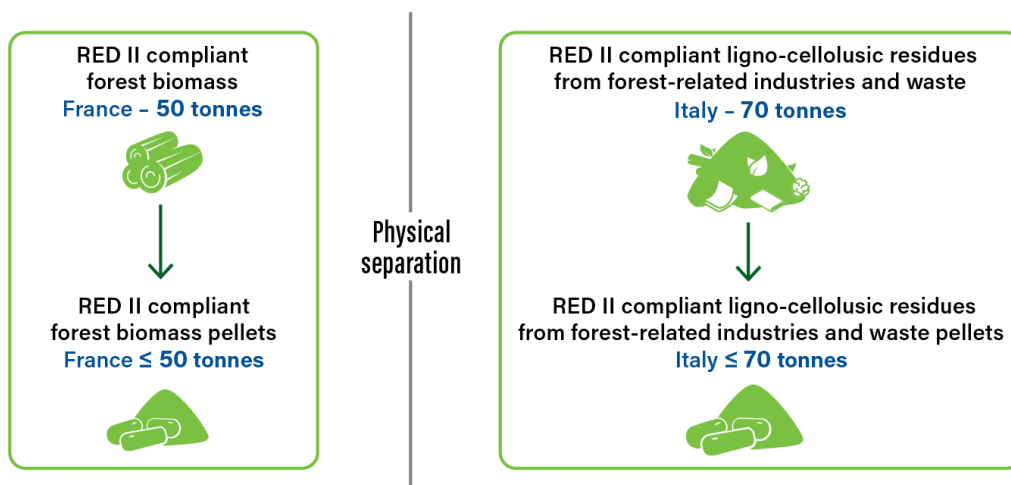 RED II compliant
forest biomass
France – 50 tonnes
RED II compliant
forest biomass pellets
France ≤ 50 tonnes
Physical
separation
RED II compliant ligno-cellolusic residues
from forest-related industries and waste
Italy – 70 tonnes
RED II compliant ligno-cellolusic residues
from forest-related industries and waste pellets
Italy ≤ 70 tonnes